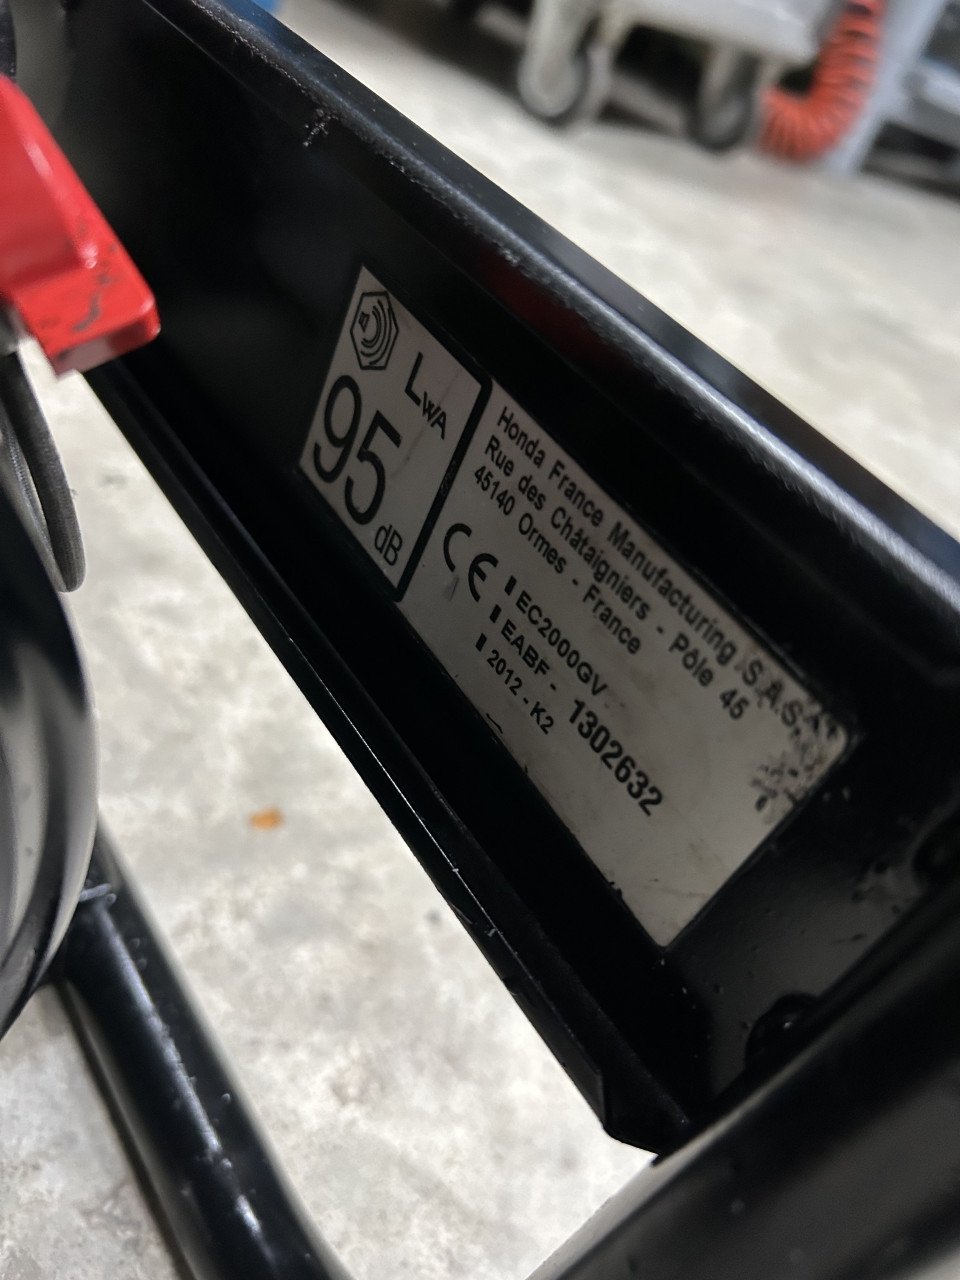 LWA
95 dB
Honda France Manufacturing S.A.S.
Rue des Châtaigniers - Pôle 45
45140 Ormes - France
CE
EC2000GV
EABF - 1302632
2012 - K2